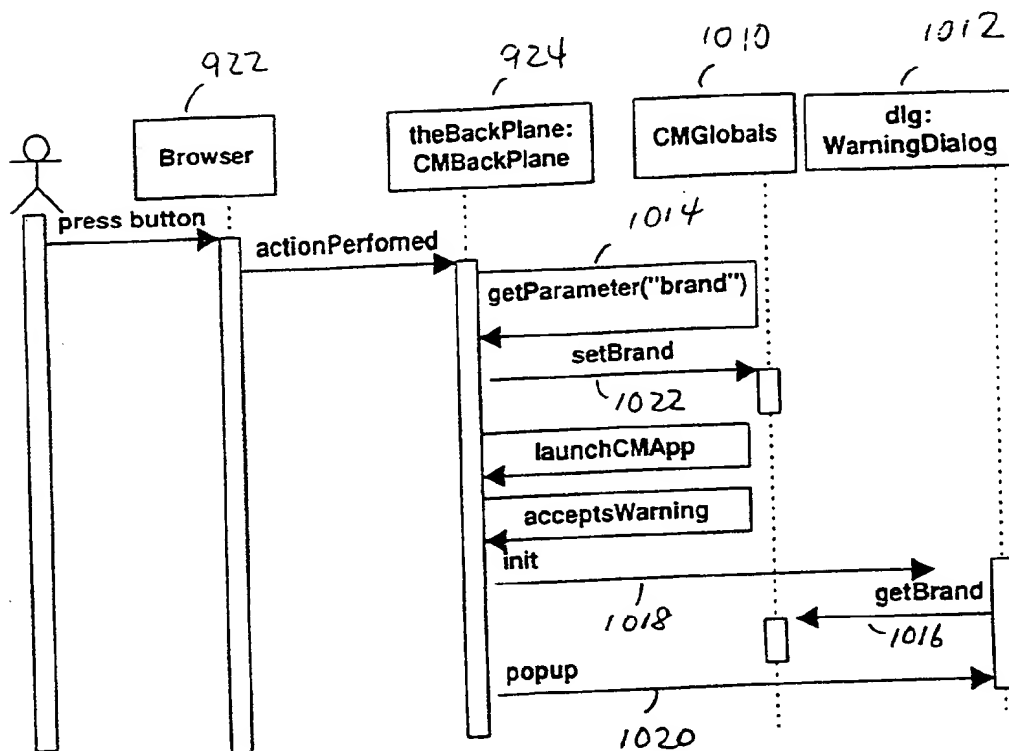 922
924
1010
1012
Browser
theBackPlane:
CMBackPlane
CMGlobals
dlg:
WarningDialog
press button
actionPerfomed
1014
getParameter("brand")
setBrand
1022
launchCMApp
acceptsWarning
init
1018
getBrand
1016
popup
1020